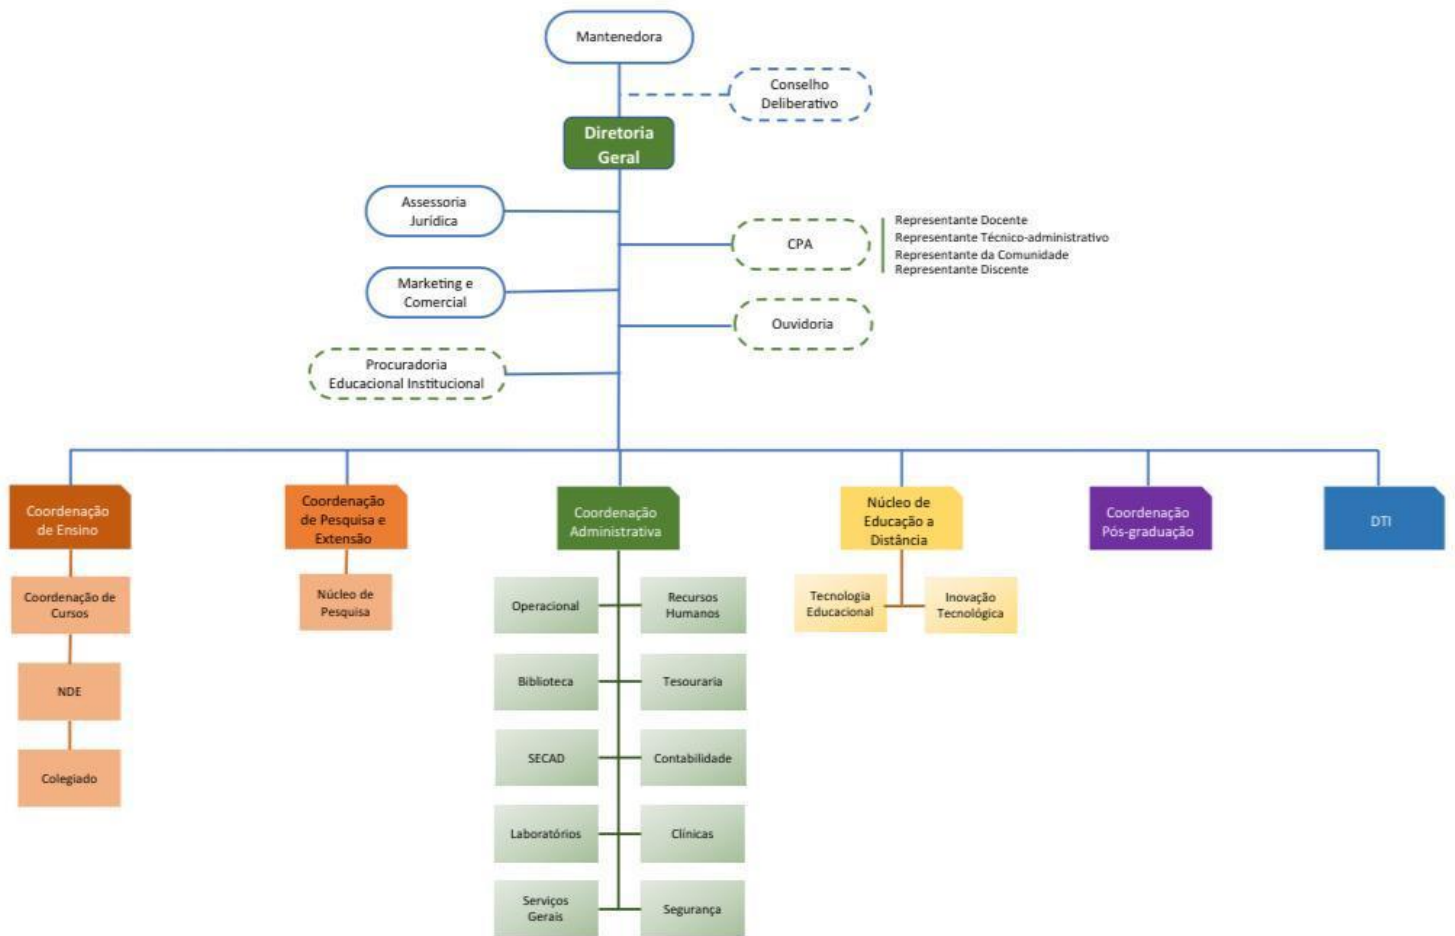 Mantenedora
Conselho
Deliberativo
Diretoria
Geral
Assessoria
Jurídica
CPA
Representante Docente
Representante Técnico-administrativo
Representante da Comunidade
Representante Discente
Marketing e
Comercial
Ouvidoria
Procuradoria
Educacional Institucional
Coordenação
de Ensino
Coordenação
de Pesquisa e
Extensão
Coordenação
Administrativa
Núcleo de
Educação a
Distância
Coordenação
Pós-graduação
DTI
Coordenação de
Cursos
NDE
Colegiado
Núcleo de
Pesquisa
Operacional
Recursos
Humanos
Biblioteca
Tesouraria
SECAD
Contabilidade
Laboratórios
Clínicas
Serviços
Gerais
Segurança
Tecnologia
Educacional
Inovação
Tecnológica